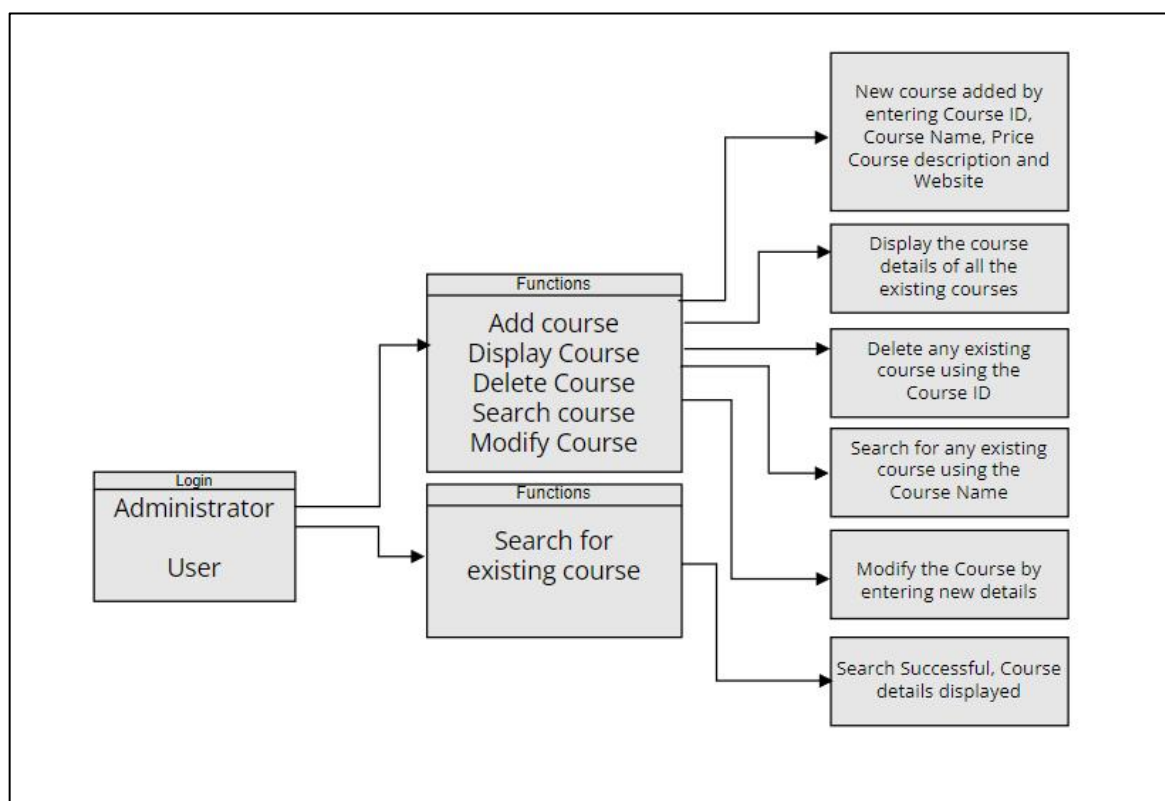 Login
Administrator
User
Functions
Add course
Display Course
Delete Course
Search course
Modify Course
Functions
Search for
existing course
New course added by
entering Course ID,
Course Name, Price
Course description and
Website
Display the course
details of all the
existing courses
Delete any existing
course using the
Course ID
Search for any existing
course using the
Course Name
Modify the Course by
entering new details
Search Successful, Course
details displayed